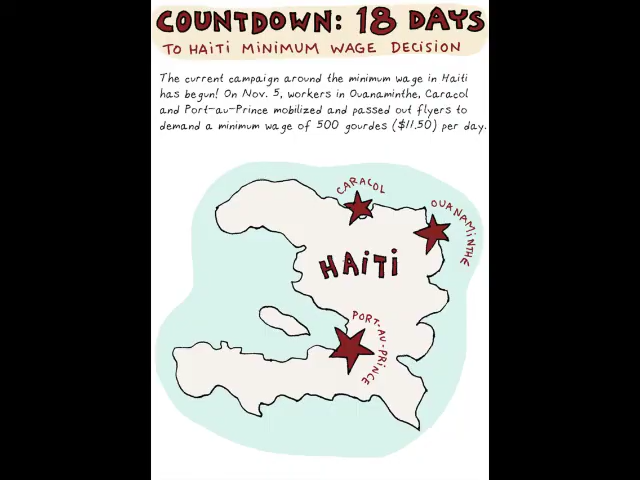 COUNTDOWN: 18 DAYS
TO HAITI MINIMUM WAGE DECISION
The current campaign around the minimum wage in Haiti
has begun! On Nov. 5, workers in Ouanaminthe, Caracol
and Port-au-Prince mobilized and passed out flyers to
demand a minimum wage of 500 gourdes ($11.50) per day.
CARACOL
OUANAMINTHE
HAITI
PORT-AU-PRINCE